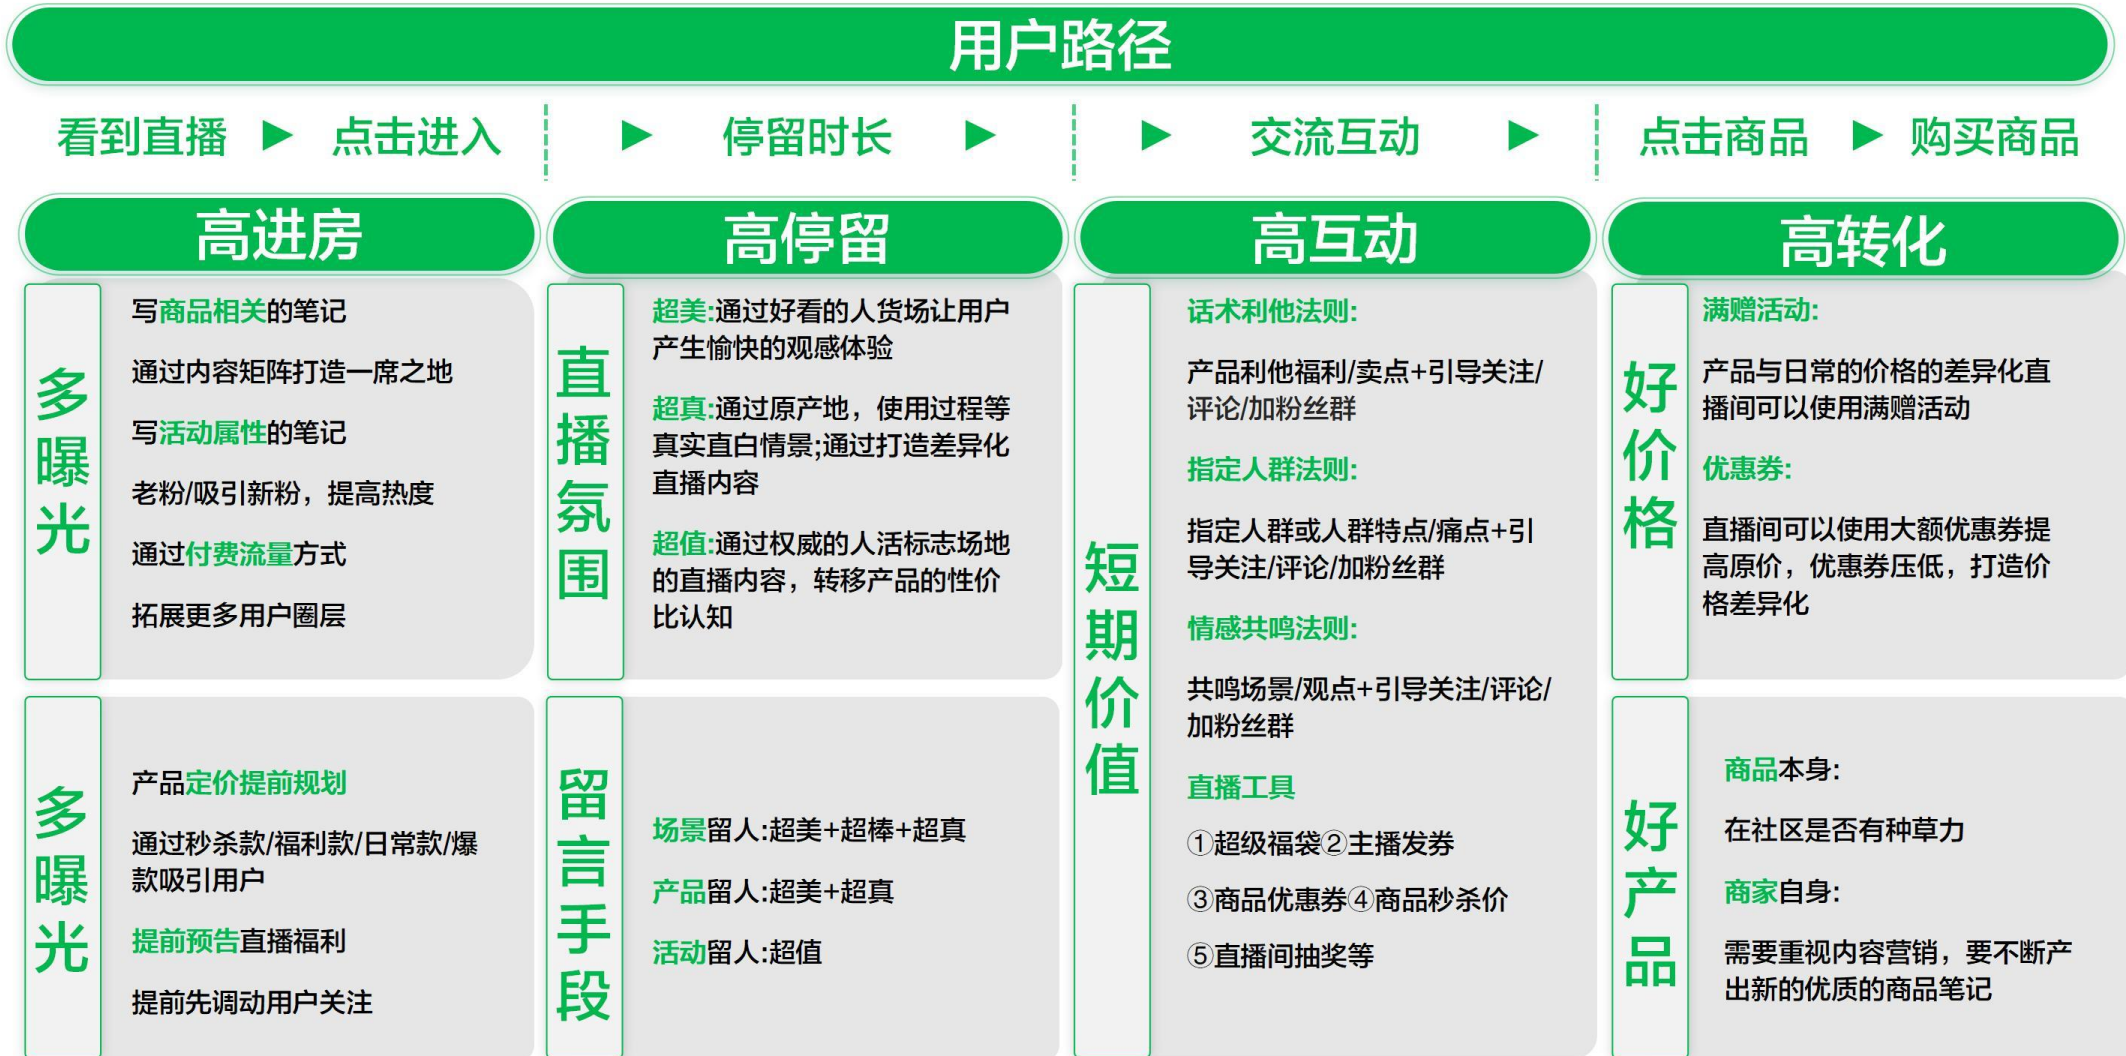 用户路径
看到直播 ▶ 点击进入 ▶ 停留时长 ▶ ▶ 交流互动 ▶ 点击商品 ▶ 购买商品
高进房
多曝光
写商品相关的笔记
通过内容矩阵打造一席之地
写活动属性的笔记
老粉/吸引新粉，提高热度
通过付费流量方式
拓展更多用户圈层
多曝光
产品定价提前规划
通过秒杀款/福利款/日常款/爆
款吸引用户
提前预告直播福利
提前先调动用户关注
高停留
直播氛围
超美:通过好看的人货场让用户
产生愉快的观感体验
超真:通过原产地，使用过程等
真实直白情景;通过打造差异化
直播内容
超值:通过权威的人活标志场地
的直播内容，转移产品的性价
比认知
留言手段
场景留人:超美+超棒+超真
产品留人:超美+超真
活动留人:超值
高互动
短期价值
话术利他法则:
产品利他福利/卖点+引导关注/
评论/加粉丝群
指定人群法则:
指定人群或人群特点/痛点+引
导关注/评论/加粉丝群
情感共鸣法则:
共鸣场景/观点+引导关注/评论/
加粉丝群
直播工具
①超级福袋②主播发券
③商品优惠券④商品秒杀价
⑤直播间抽奖等
高转化
好价格
满赠活动:
产品与日常的价格的差异化直
播间可以使用满赠活动
优惠券:
直播间可以使用大额优惠券提
高原价，优惠券压低，打造价
格差异化
好产品
商品本身:
在社区是否有种草力
商家自身:
需要重视内容营销，要不断产
出新的优质的商品笔记